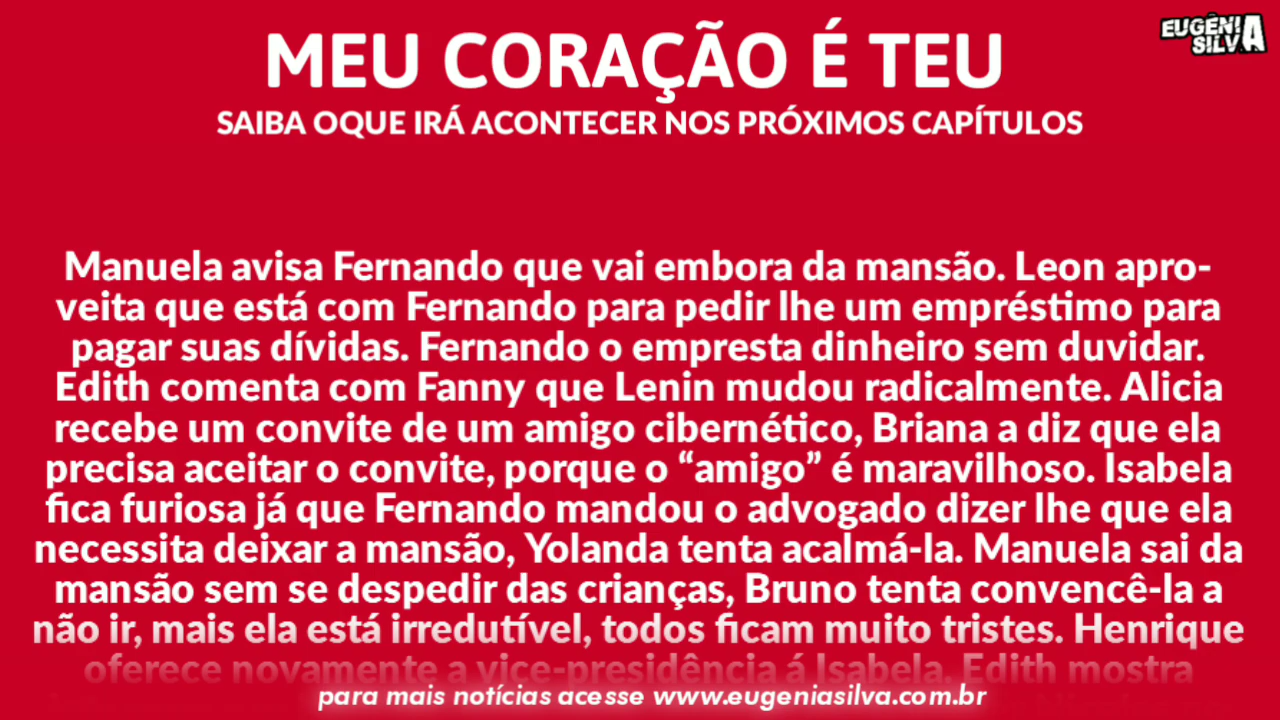 EUGÊNIA
SILVA
MEU CORAÇÃO É TEU
SAIBA OQUE IRÁ ACONTECER NOS PRÓXIMOS CAPÍTULOS
Manuela avisa Fernando que vai embora da mansão. Leon apro-
veita que está com Fernando para pedir lhe um empréstimo para
pagar suas dívidas. Fernando o empresta dinheiro sem duvidar.
Edith comenta com Fanny que Lenin mudou radicalmente. Alicia
recebe um convite de um amigo cibernético, Briana a diz que ela
precisa aceitar o convite, porque o “amigo” é maravilhoso. Isabela
fica furiosa já que Fernando mandou o advogado dizer lhe que ela
necessita deixar a mansão, Yolanda tenta acalmá-la. Manuela sai da
mansão sem se despedir das crianças, Bruno tenta convencê-la a
não ir, mais ela está irredutível, todos ficam muito tristes. Henrique
oferece novamente a vice-presidência á Isabela. Edith mostra
para mais notícias acesse www.eugeniasilva.com.br